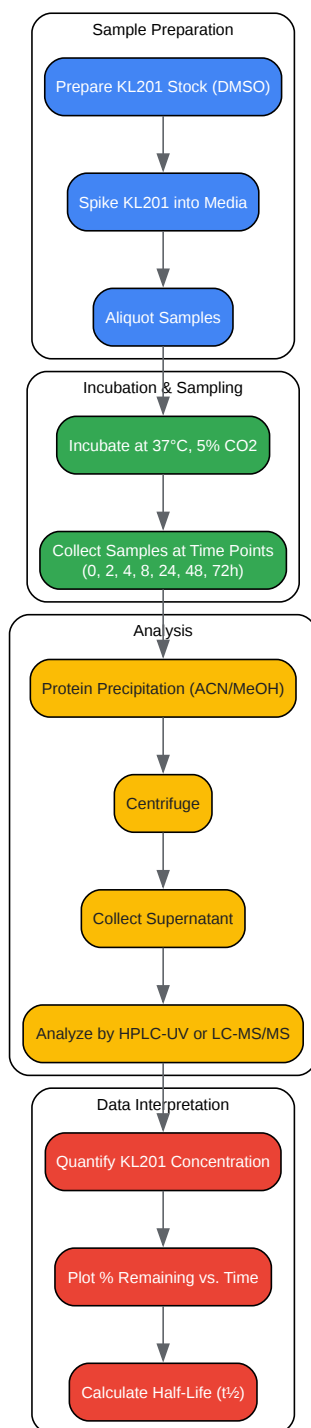 Sample Preparation
Prepare KL201 Stock (DMSO)
Spike KL201 into Media
Aliquot Samples
Incubation & Sampling
Incubate at 37°C, 5% CO2
Collect Samples at Time Points
(0, 2, 4, 8, 24, 48, 72h)
Analysis
Protein Precipitation (ACN/MeOH)
Centrifuge
Collect Supernatant
Analyze by HPLC-UV or LC-MS/MS
Data Interpretation
Quantify KL201 Concentration
Plot % Remaining vs. Time
Calculate Half-Life (t½)